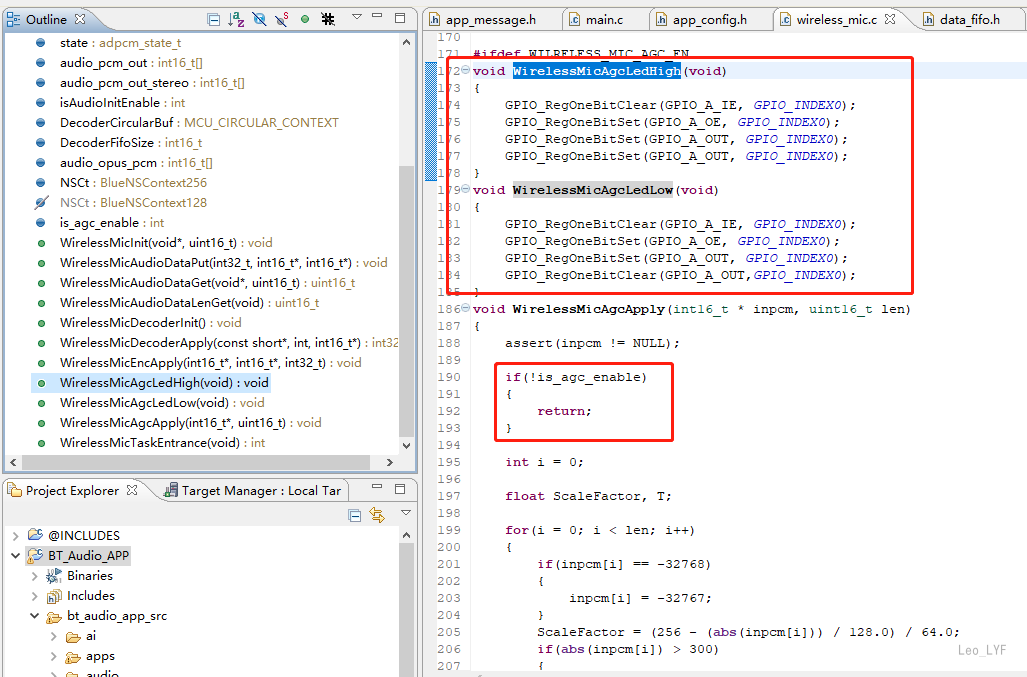 Outline
state : adpcm_state_t
audio_pcm_out : int16_t[]
audio_pcm_out_stereo : int16_t[]
isAudioInitEnable : int
DecoderCircularBuf : MCU_CIRCULAR_CONTEXT
DecoderFifoSize : int16_t
audio_opus_pcm : int16_t[]
NSCt : BlueNSContext256
NSCt : BlueNSContext128
is_agc_enable : int
WirelessMicInit(void*, uint16_t) : void
WirelessMicAudioDataPut(int32_t, int16_t*, int16_t*) : void
WirelessMicAudioDataGet(void*, uint16_t) : uint16_t
WirelessMicAudioDataLenGet(void) : uint16_t
WirelessMicDecoderInit() : void
WirelessMicDecoderApply(const short*, int, int16_t*) : int32
WirelessMicEncApply(int16_t*, int16_t*, int32_t) : void
WirelessMicAgcLedHigh(void) : void
WirelessMicAgcLedLow(void) : void
WirelessMicAgcApply(int16_t*, uint16_t) : void
WirelessMicTaskEntrance(void) : int
Project Explorer Target Manager : Local Tar
@INCLUDES
BT_Audio_APP
Binaries
Includes
bt_audio_app_src
ai
apps
audio
app_message.h main.c app_config.h wireless_mic.c data_fifo.h
170
171 #ifdef WILRELESS_MIC_AGC_EN
172 void WirelessMicAgcLedHigh(void)
173 {
174 GPIO_RegOneBitClear(GPIO_A_IE, GPIO_INDEX0);
175 GPIO_RegOneBitSet(GPIO_A_OE, GPIO_INDEX0);
176 GPIO_RegOneBitSet(GPIO_A_OUT, GPIO_INDEX0);
177 GPIO_RegOneBitSet(GPIO_A_OUT, GPIO_INDEX0);
178 }
179 void WirelessMicAgcLedLow(void)
180 {
181 GPIO_RegOneBitClear(GPIO_A_IE, GPIO_INDEX0);
182 GPIO_RegOneBitSet(GPIO_A_OE, GPIO_INDEX0);
183 GPIO_RegOneBitSet(GPIO_A_OUT, GPIO_INDEX0);
184 GPIO_RegOneBitClear(GPIO_A_OUT,GPIO_INDEX0);
185 }
186 void WirelessMicAgcApply(int16_t * inpcm, uint16_t len)
187 {
188 assert(inpcm != NULL);
189
190 if(!is_agc_enable)
191 {
192 return;
193 }
194
195 int i = 0;
196
197 float ScaleFactor, T;
198
199 for(i = 0; i < len; i++)
200 {
201 if(inpcm[i] == -32768)
202 {
203 inpcm[i] = -32767;
204 }
205 ScaleFactor = (256 - (abs(inpcm[i])) / 128.0) / 64.0;
206 if(abs(inpcm[i]) > 300)
207 {
Leo_LYF